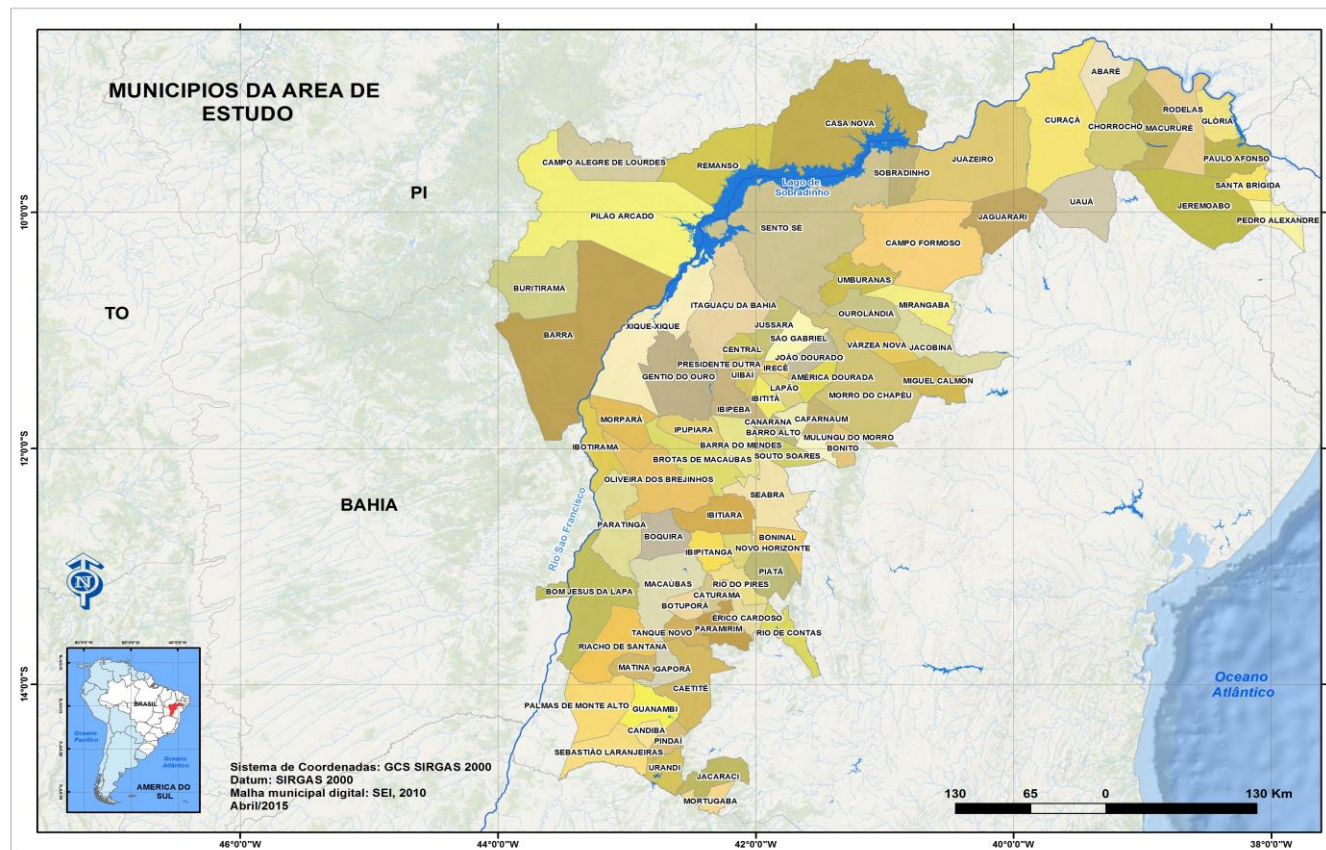 MUNICIPIOS DA AREA DE
ESTUDO
PI
TO
BAHIA
CASA NOVA
ABARÉ
RODELAS
CURAÇÁ
CHORROCHÓ
MACURURÉ
GLÓRIA
CAMPO ALEGRE DE LOURDES
REMANSO
SOBRADINHO
JUAZEIRO
PAULO AFONSO
Lago de
Sobradinho
SANTA BRÍGIDA
UAUÁ
JEREMOABO
PILÃO ARCADO
SENTO SÉ
JAGUARARI
PEDRO ALEXANDRE
CAMPO FORMOSO
UMBURANAS
BURITIRAMA
ITAGUAÇU DA BAHIA
MIRANGABA
OUROLÂNDIA
XIQUE-XIQUE
JUSSARA
BARRA
SÃO GABRIEL
VÁRZEA NOVA
JACOBINA
CENTRAL
JOÃO DOURADO
PRESIDENTE DUTRA
IRECÊ
GENTIO DO OURO
UIBAÍ
AMÉRICA DOURADA
MIGUEL CALMON
LAPÃO
IBITITÁ
MORRO DO CHAPÉU
IBIPEBA
MORPARÁ
IPUPIARA
CANARANA
CAFARNAUM
BARRO ALTO
MULUNGU DO MORRO
IBOTIRAMA
BARRA DO MENDES
BONITO
BROTAS DE MACAÚBAS
SOUTO SOARES
OLIVEIRA DOS BREJINHOS
SEABRA
IBITIARA
PARATINGA
BOQUIRA
BONINAL
IBIPITANGA
NOVO HORIZONTE
PIATÃ
Rio Sao Francisco
BOM JESUS DA LAPA
MACAÚBAS
RIO DO PIRES
CATURAMA
BOTUPORÃ
ÉRICO CARDOSO
TANQUE NOVO
PARAMIRIM
RIO DE CONTAS
RIACHO DE SANTANA
MATINA
IGAPORÃ
CAETITÉ
PALMAS DE MONTE ALTO
GUANAMBI
CANDIBA
PINDAÍ
SEBASTIÃO LARANJEIRAS
URANDI
JACARACI
MORTUGABA
Oceano
Atlântico
N
BRASIL
Oceano
Pacífico
Oceano
Atlântico
AMERICA DO
SUL
Sistema de Coordenadas: GCS SIRGAS 2000
Datum: SIRGAS 2000
Malha municipal digital: SEI, 2010
Abril/2015
130 65 0 130 Km
10°0'0"S
12°0'0"S
14°0'0"S
46°0'0"W
44°0'0"W
42°0'0"W
40°0'0"W
38°0'0"W